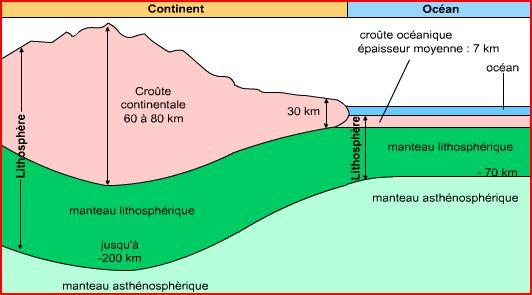 Continent
Océan
croûte océanique
épaisseur moyenne : 7 km
océan
Croûte
continentale
60 à 80 km
30 km
Lithosphère
Lithosphère
manteau lithosphérique
- 70 km
manteau lithosphérique
manteau asthénosphérique
jusqu'à
-200 km
manteau asthénosphèrique